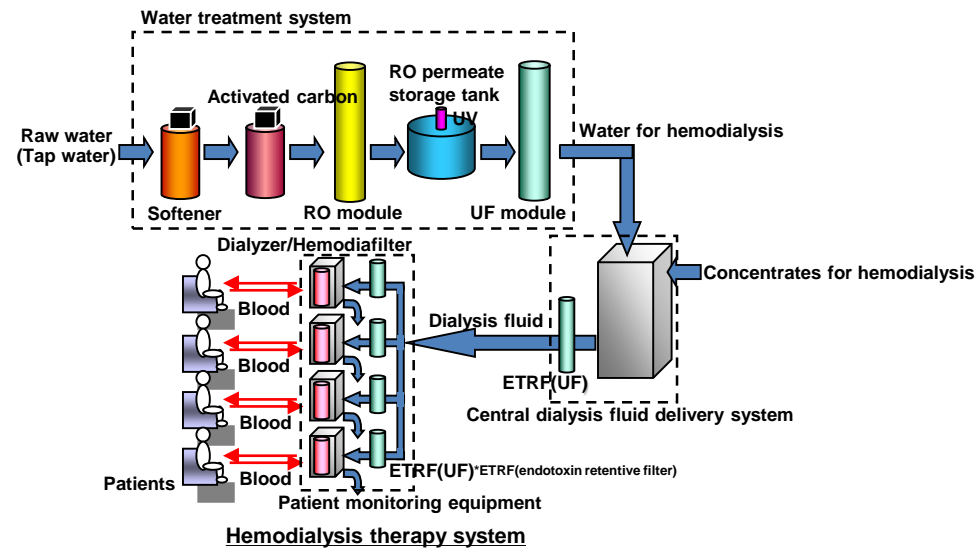 Water treatment system
RO permeate
storage tank
UV
Activated carbon
Raw water
(Tap water)
Water for hemodialysis
Softener
RO module
UF module
Dialyzer/Hemodiafilter
Concentrates for hemodialysis
Blood
Dialysis fluid
Blood
ETRF(UF)
Blood
Central dialysis fluid delivery system
Blood
ETRF(UF)*ETRF(endotoxin retentive filter)
Patients
Patient monitoring equipment
Hemodialysis therapy system